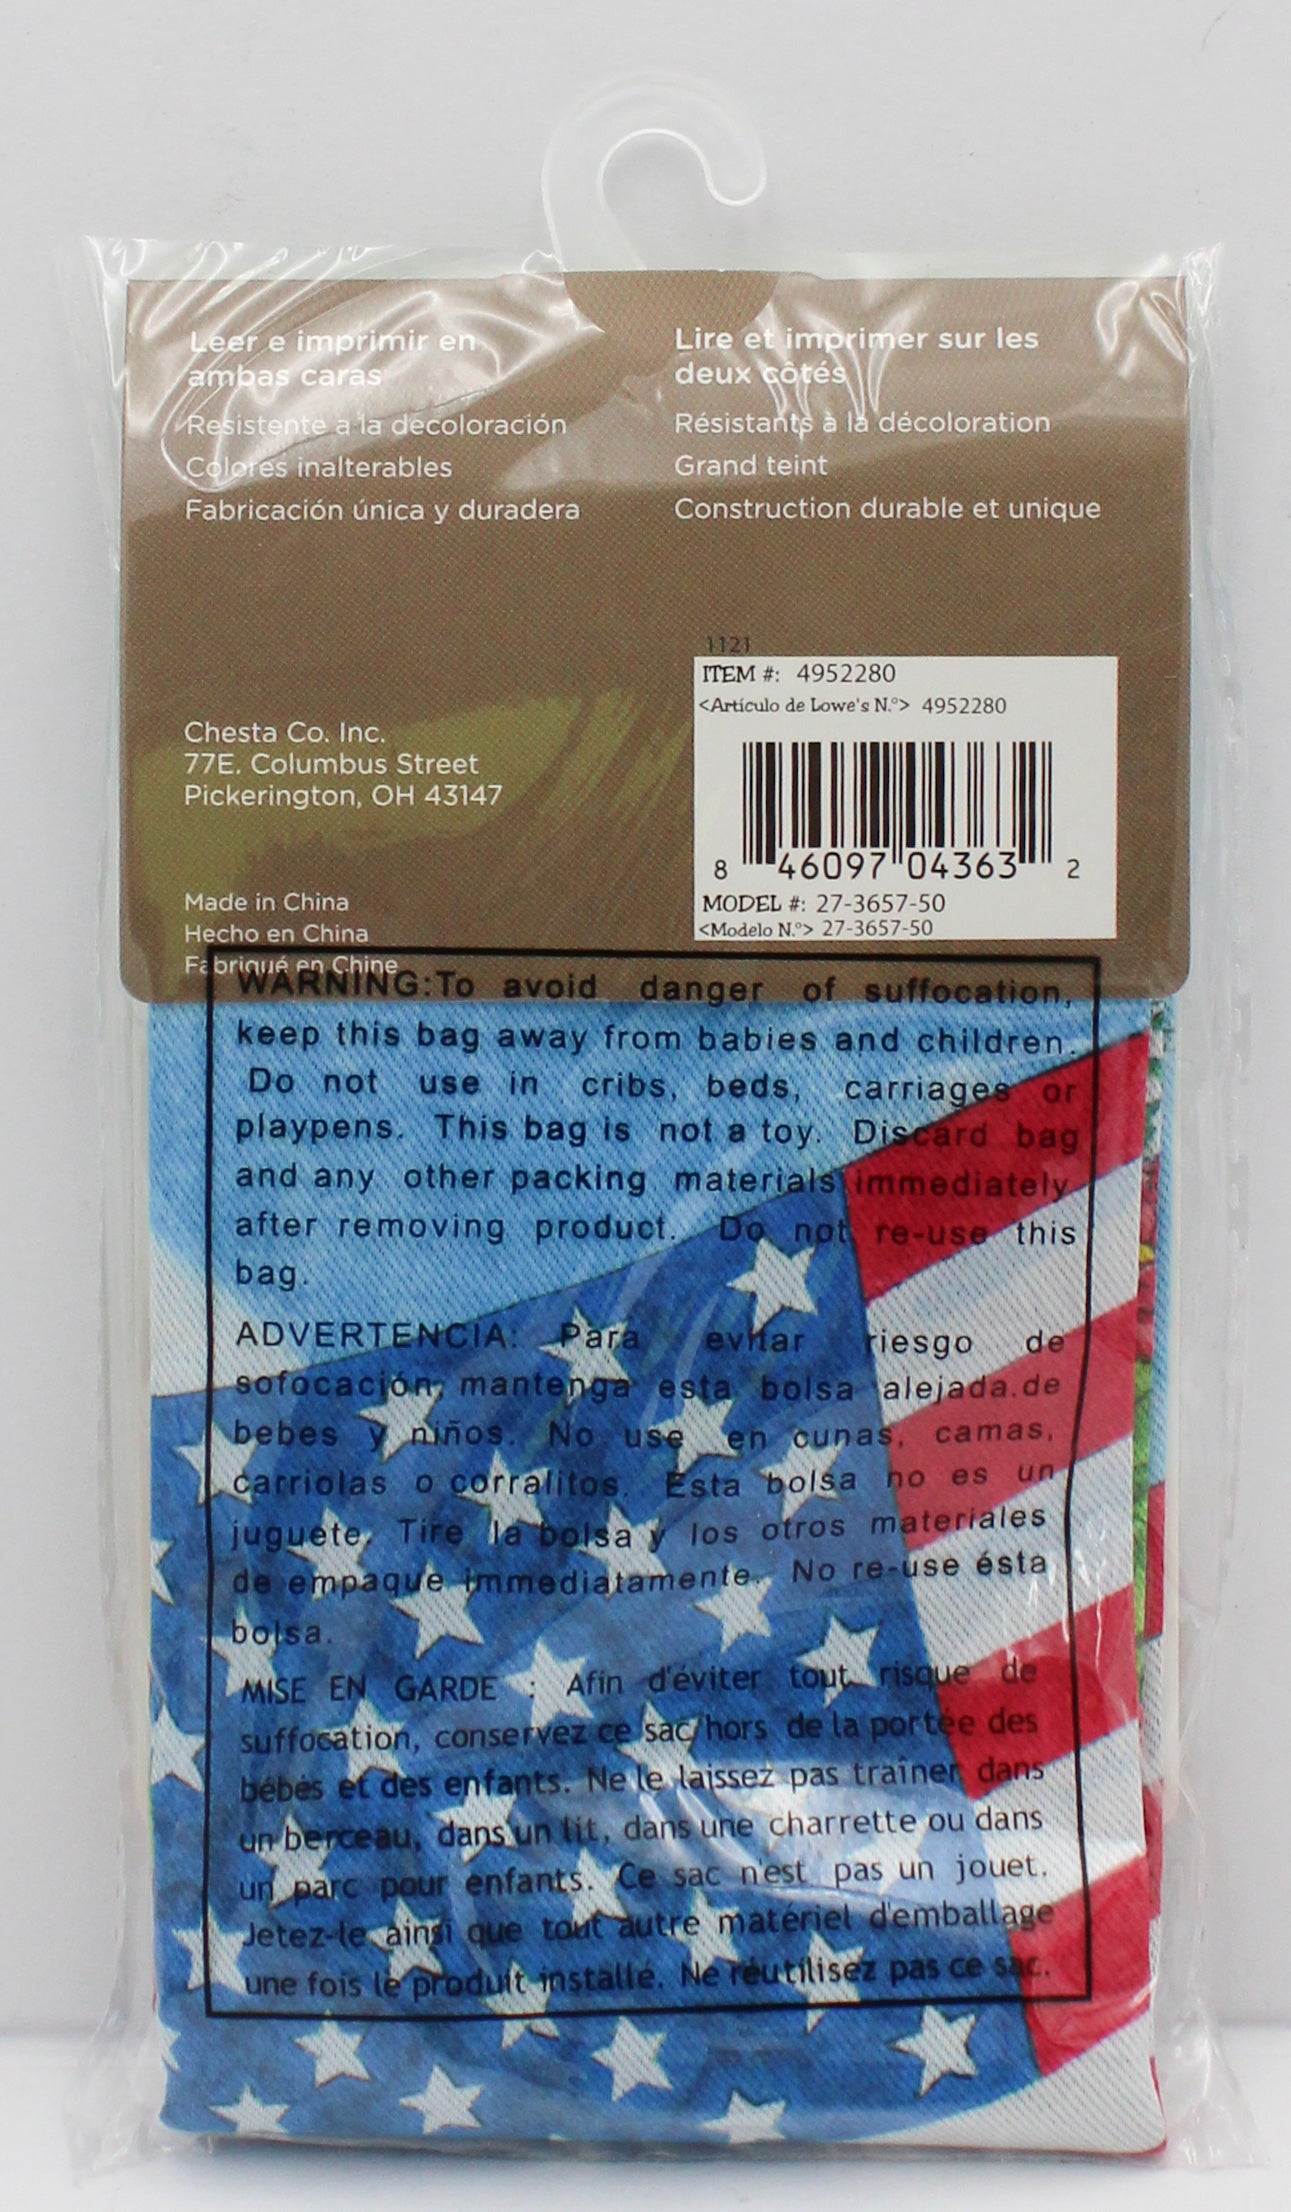 Leer e imprimir en
ambas caras
Resistente a la decoloración
Colores inalterables
Fabricación única y duradera
Lire et imprimer sur les
deux côtés
Résistants à la décoloration
Grand teint
Construction durable et unique
Chesta Co. Inc.
77E. Columbus Street
Pickerington, OH 43147
Made in China
Hecho en China
Fabriqué en Chine
1121
ITEM #: 4952280
<Artículo de Lowe's N.º> 4952280
8 46097 04363 2
MODEL #: 27-3657-50
<Modelo N.º> 27-3657-50
WARNING:To avoid danger of suffocation,
keep this bag away from babies and children.
Do not use in cribs, beds, carriages or
playpens. This bag is not a toy. Discard bag
and any other packing materials immediately
after removing product. Do not re-use this
bag.
ADVERTENCIA: Para evitar riesgo de
sofocación, mantenga esta bolsa alejada.de
bebes y niños. No use en cunas, camas,
carriolas o corralitos. Esta bolsa no es un
juguete. Tire la bolsa y los otros materiales
de empaque immediatamente. No re-use ésta
bolsa.
MISE EN GARDE : Afin d'éviter tout risque de
suffocation, conservez ce sac hors de la portée des
bébés et des enfants. Ne le laissez pas traîner dans
un berceau, dans un lit, dans une charrette ou dans
un parc pour enfants. Ce sac n'est pas un jouet.
Jetez-le ainsi que tout autre matériel d'emballage
une fois le produit installé. Ne réutilisez pas ce sac.